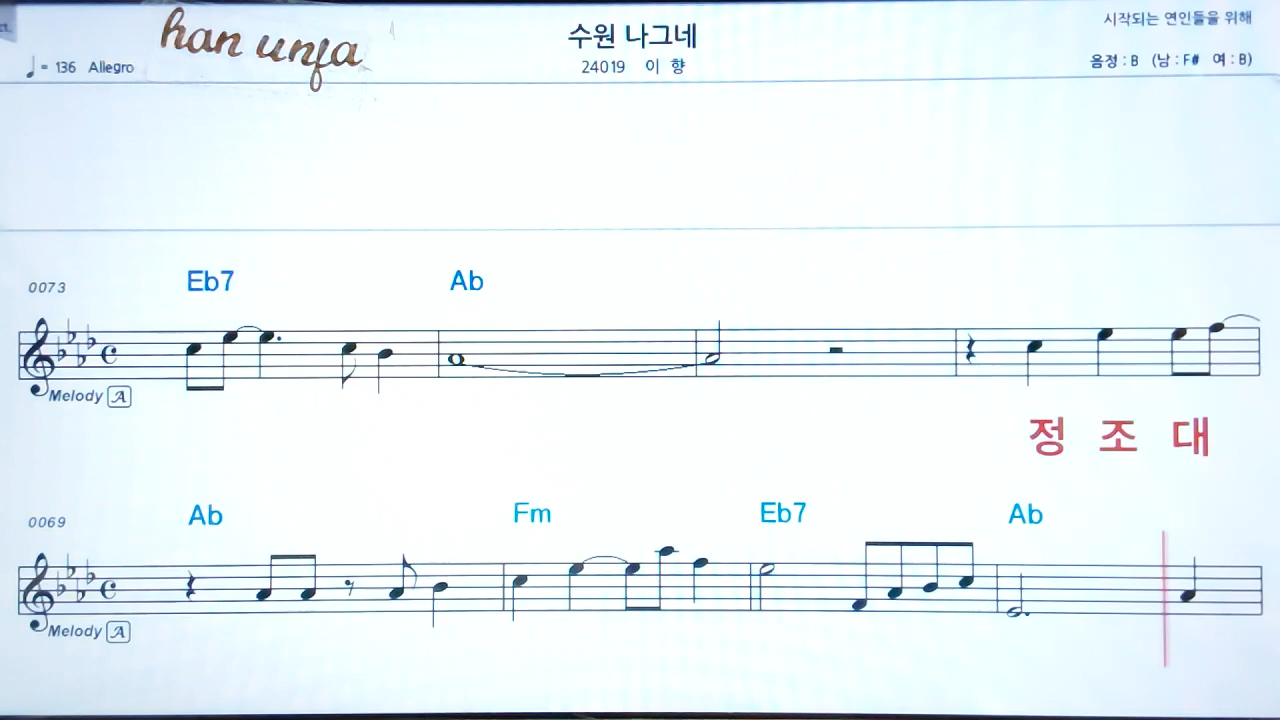 han unfa
수원 나그네
시작되는 연인들을 위해
♩= 136 Allegro
24019 이 향
음정 : B (남 : F# 여 : B)
0073
Eb7 Ab
Melody A
정 조 대
0069
Ab Fm Eb7 Ab
Melody A